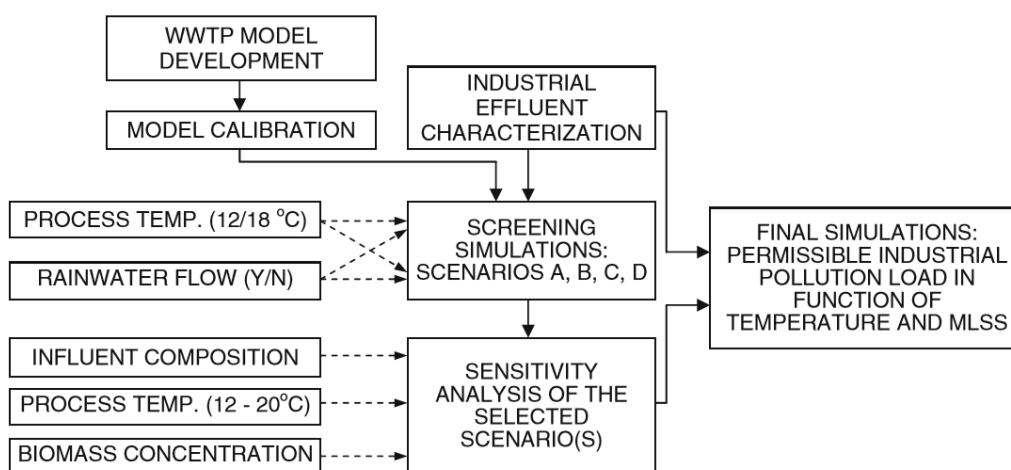 WWTP MODEL
DEVELOPMENT
INDUSTRIAL
EFFLUENT
CHARACTERIZATION
MODEL CALIBRATION
PROCESS TEMP. (12/18 °C)
RAINWATER FLOW (Y/N)
SCREENING
SIMULATIONS:
SCENARIOS A, B, C, D
FINAL SIMULATIONS:
PERMISSIBLE INDUSTRIAL
POLLUTION LOAD IN
FUNCTION OF
TEMPERATURE AND MLSS
INFLUENT COMPOSITION
PROCESS TEMP. (12 - 20°C)
BIOMASS CONCENTRATION
SENSITIVITY
ANALYSIS OF THE
SELECTED
SCENARIO(S)